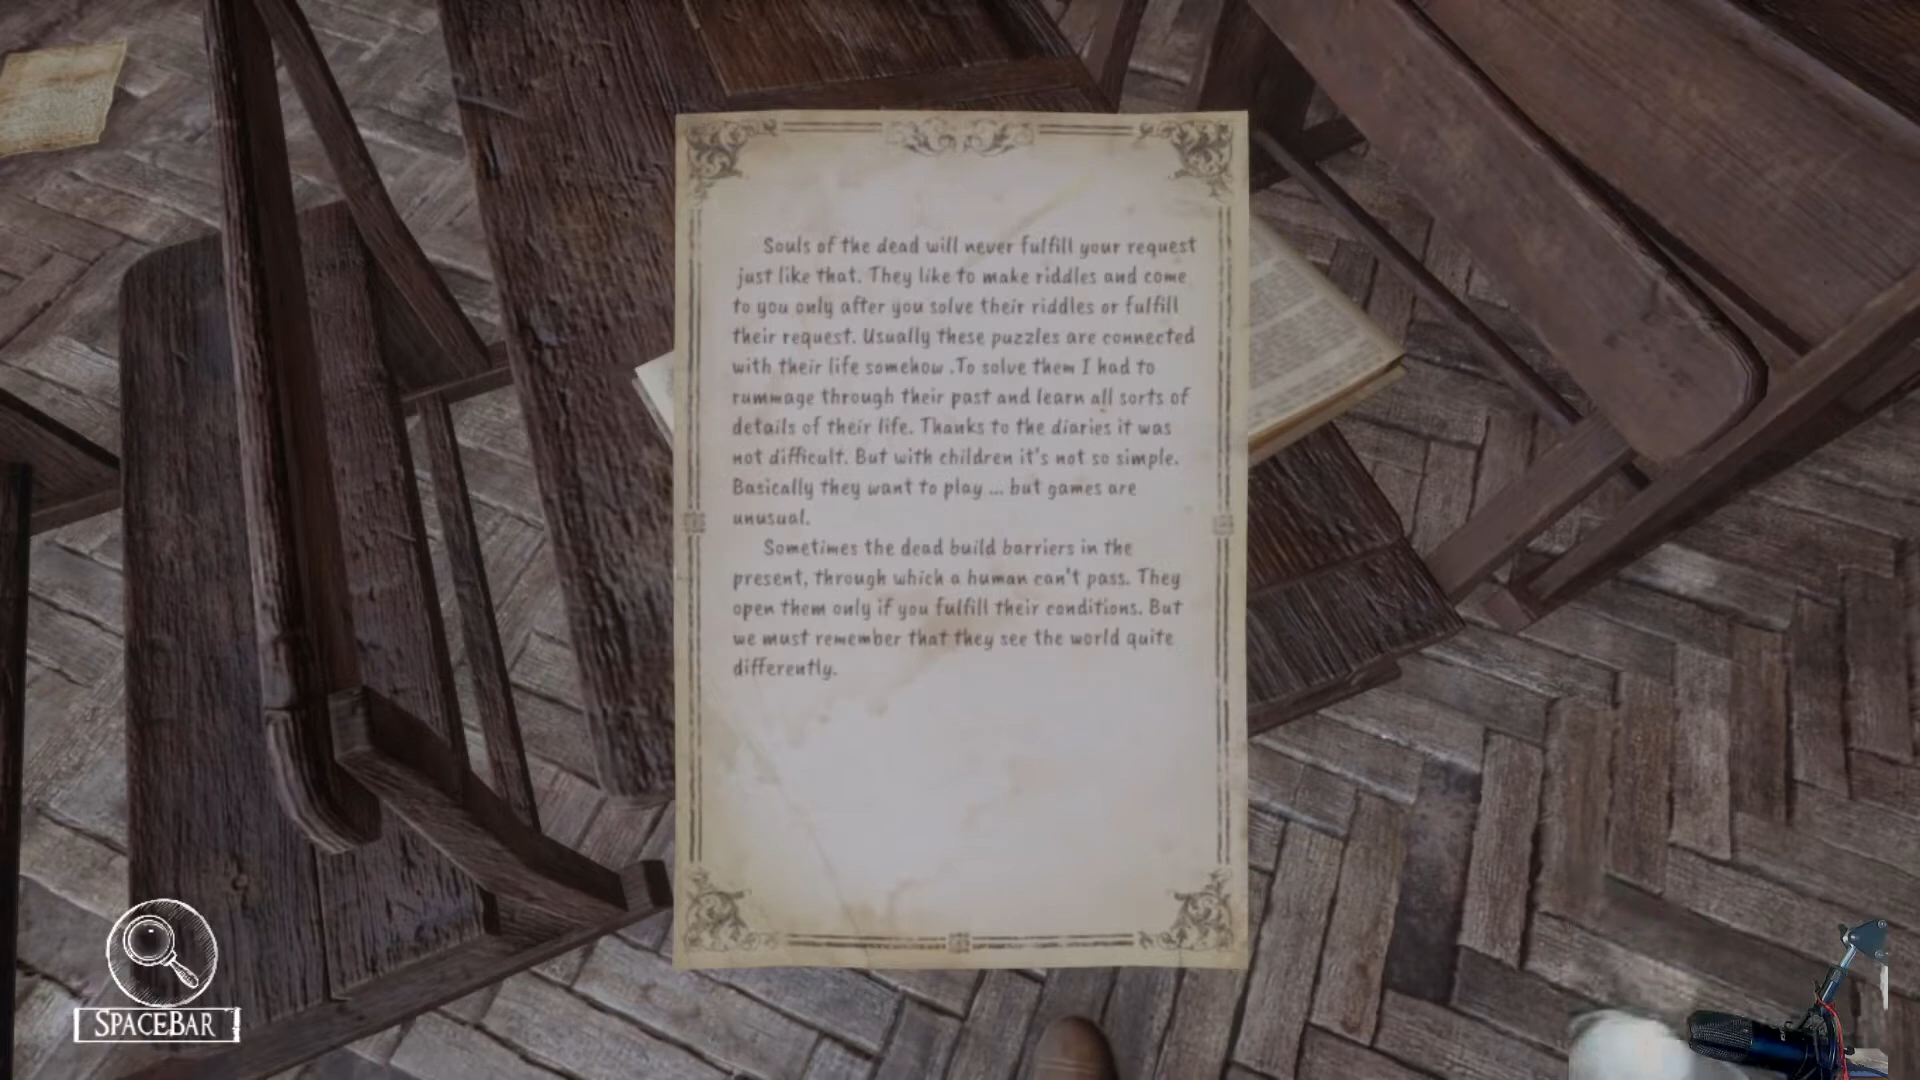 Souls of the dead will never fulfill your request
just like that. They like to make riddles and come
to you only after you solve their riddles or fulfill
their request. Usually these puzzles are connected
with their life somehow .To solve them I had to
rummage through their past and learn all sorts of
details of their life. Thanks to the diaries it was
not difficult. But with children it's not so simple.
Basically they want to play ... but games are
unusual.
Sometimes the dead build barriers in the
present, through which a human can't pass. They
open them only if you fulfill their conditions. But
we must remember that they see the world quite
differently.
SPACEBAR